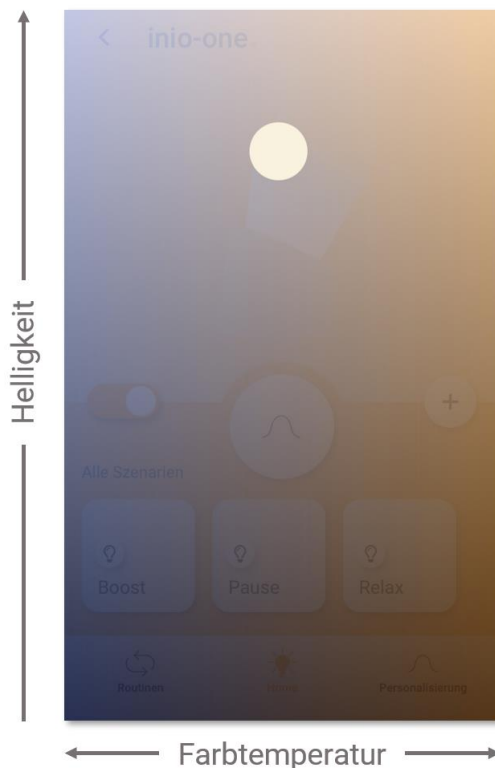 inio-one
Helligkeit
Alle Szenarien
Boost Pause Relax
Routinen Personalisierung
Farbtemperatur